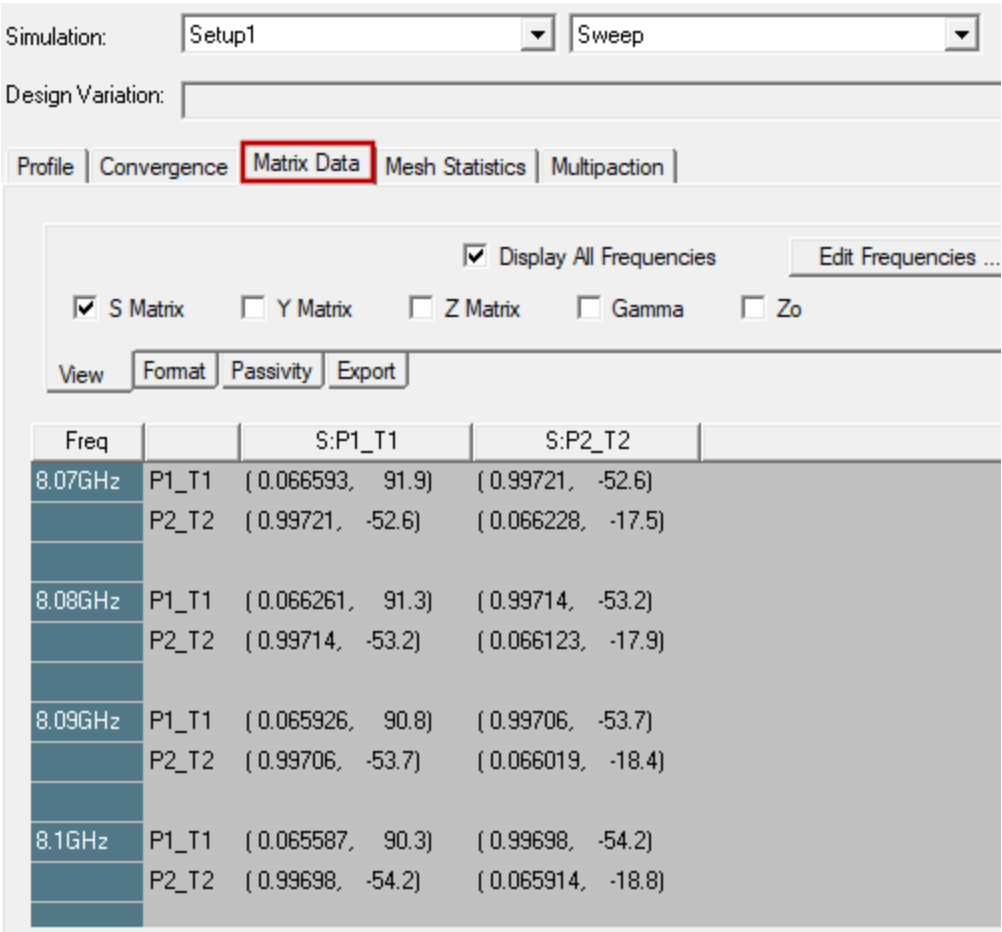 Simulation: Setup1 Sweep
Design Variation:
Profile Convergence Matrix Data Mesh Statistics Multipaction
Display All Frequencies Edit Frequencies ...
S Matrix Y Matrix Z Matrix Gamma Zo
View Format Passivity Export
Freq S:P1_T1 S:P2_T2
8.07GHz P1_T1 ( 0.066593, 91.9) ( 0.99721, -52.6)
P2_T2 ( 0.99721, -52.6) ( 0.066228, -17.5)
8.08GHz P1_T1 ( 0.066261, 91.3) ( 0.99714, -53.2)
P2_T2 ( 0.99714, -53.2) ( 0.066123, -17.9)
8.09GHz P1_T1 ( 0.065926, 90.8) ( 0.99706, -53.7)
P2_T2 ( 0.99706, -53.7) ( 0.066019, -18.4)
8.1GHz P1_T1 ( 0.065587, 90.3) ( 0.99698, -54.2)
P2_T2 ( 0.99698, -54.2) ( 0.065914, -18.8)